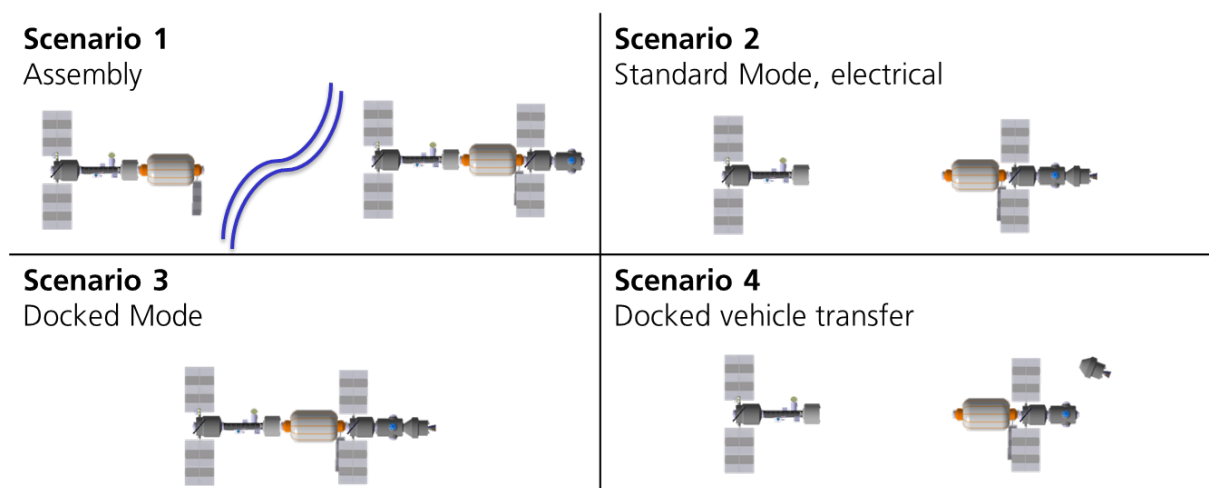 Scenario 1
Assembly
Scenario 2
Standard Mode, electrical
Scenario 3
Docked Mode
Scenario 4
Docked vehicle transfer